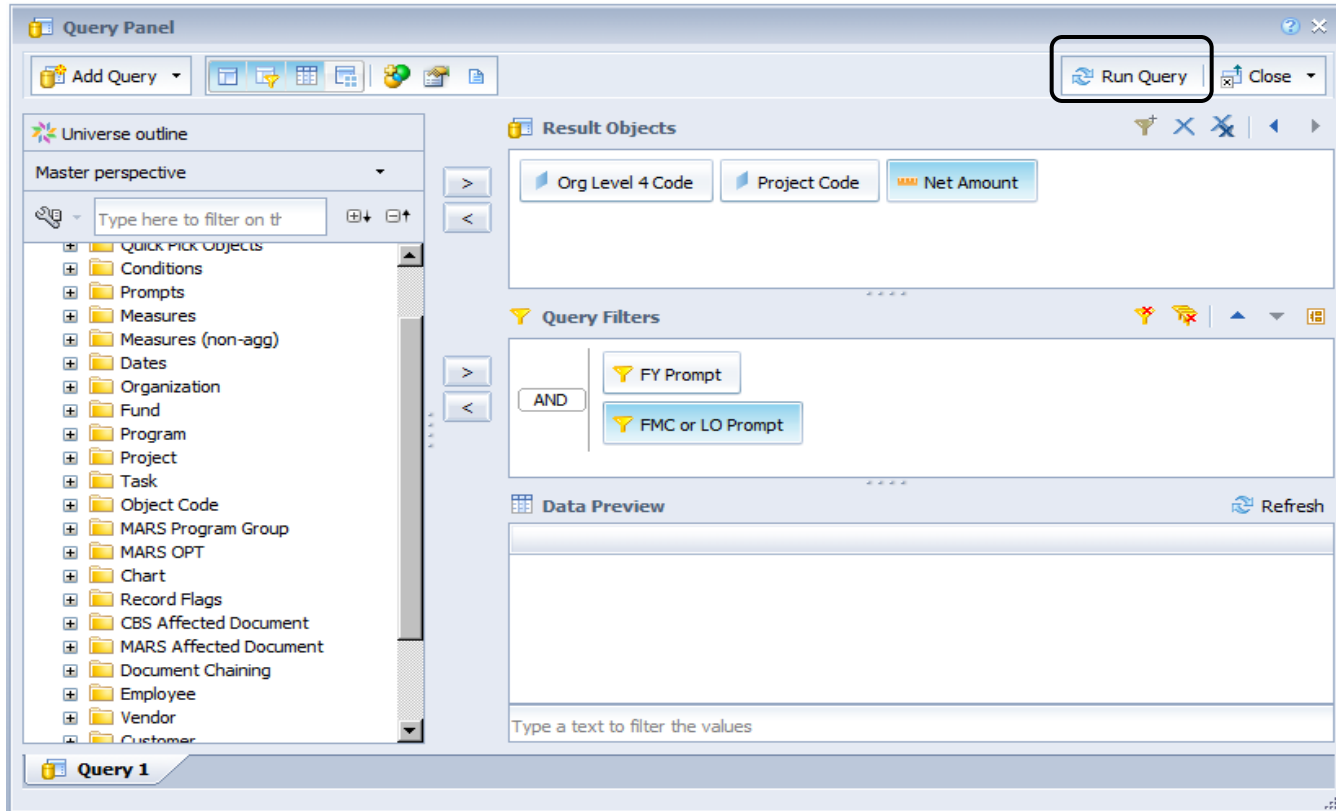 Query Panel
Add Query
Run Query
Close
Universe outline
Master perspective
Type here to filter on th
Quick Pick Objects
Conditions
Prompts
Measures
Measures (non-agg)
Dates
Organization
Fund
Program
Project
Task
Object Code
MARS Program Group
MARS OPT
Chart
Record Flags
CBS Affected Document
MARS Affected Document
Document Chaining
Employee
Vendor
Customer
>
<
Result Objects
Org Level 4 Code
Project Code
Net Amount
Query Filters
>
<
AND
FY Prompt
FMC or LO Prompt
Data Preview
Refresh
Type a text to filter the values
Query 1